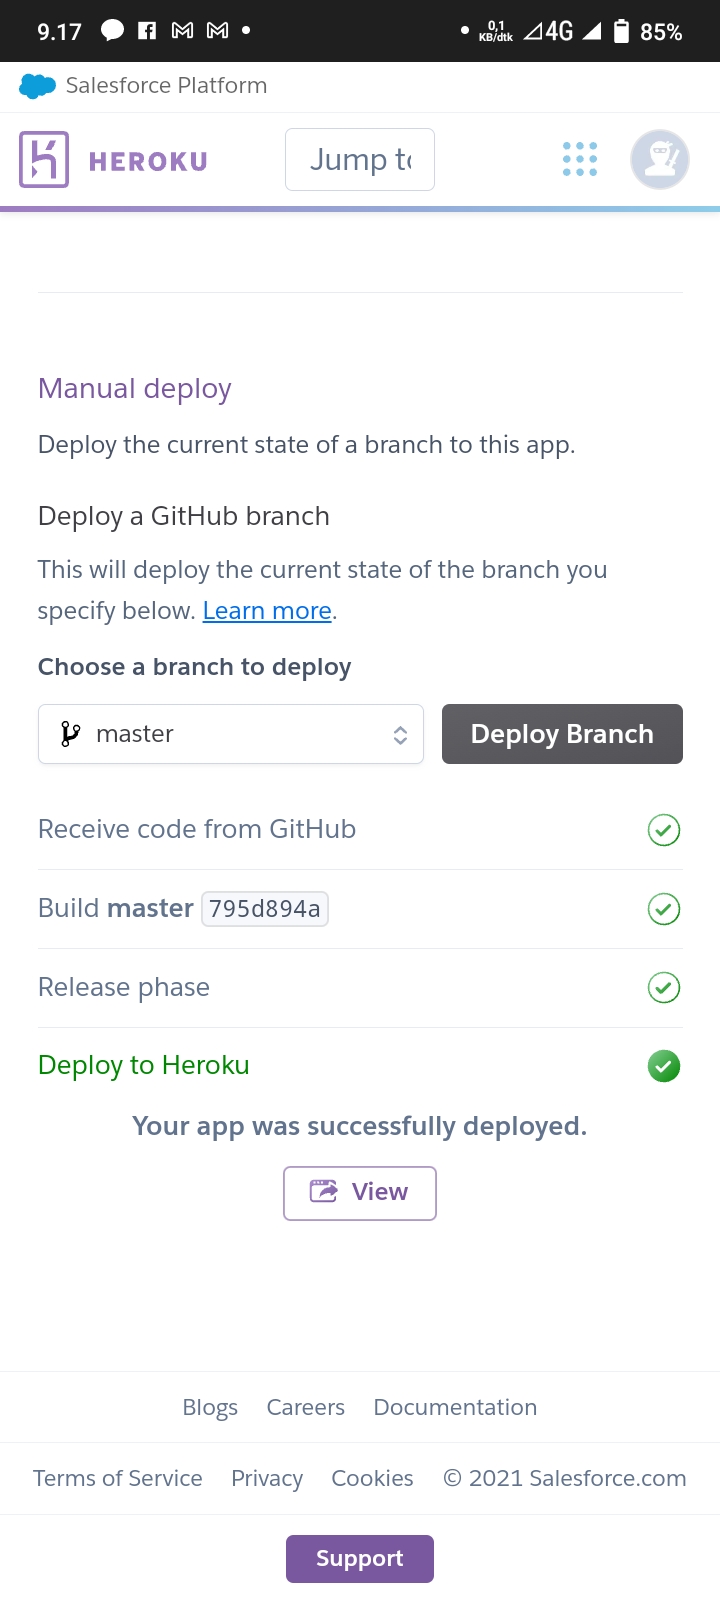 9.17
0,1
KB/dtk
4G
85%
Salesforce Platform
HEROKU
Jump to
Manual deploy
Deploy the current state of a branch to this app.
Deploy a GitHub branch
This will deploy the current state of the branch you
specify below. Learn more.
Choose a branch to deploy
master
Deploy Branch
Receive code from GitHub
Build master 795d894a
Release phase
Deploy to Heroku
Your app was successfully deployed.
View
Blogs Careers Documentation
Terms of Service Privacy Cookies © 2021 Salesforce.com
Support